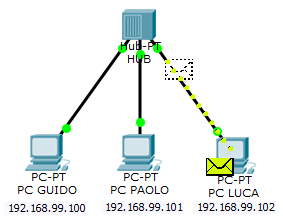 Hub-PT
HUB
PC-PT
PC GUIDO
192.168.99.100
PC-PT
PC PAOLO
192.168.99.101
PC-PT
PC LUCA
192.168.99.102